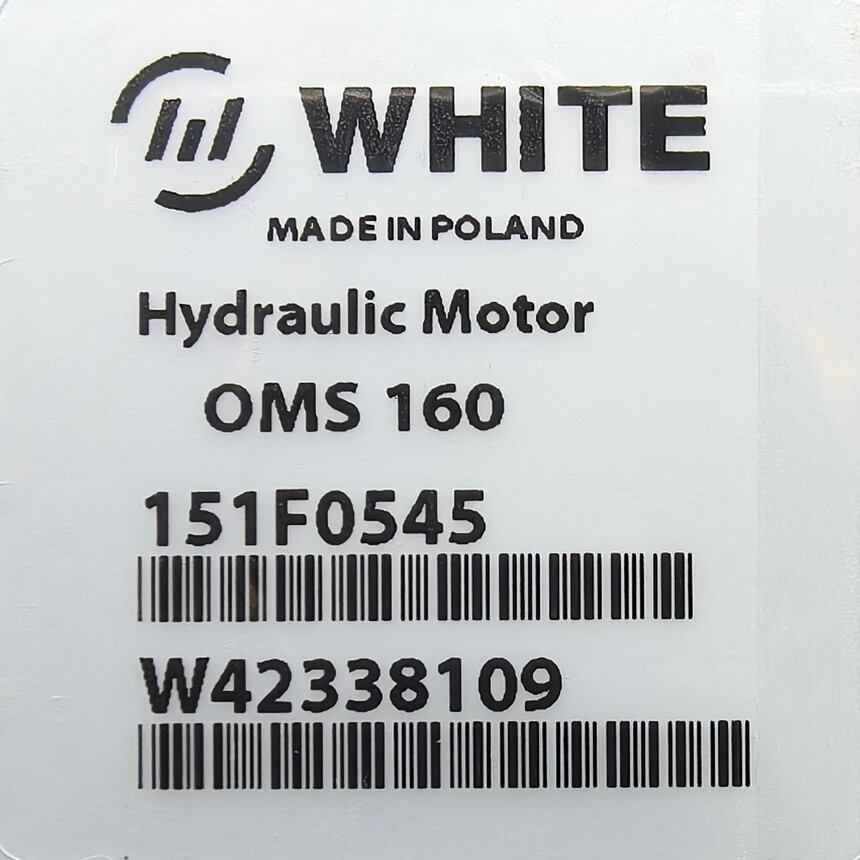 WHITE
MADE IN POLAND
Hydraulic Motor
OMS 160
151F0545
W42338109